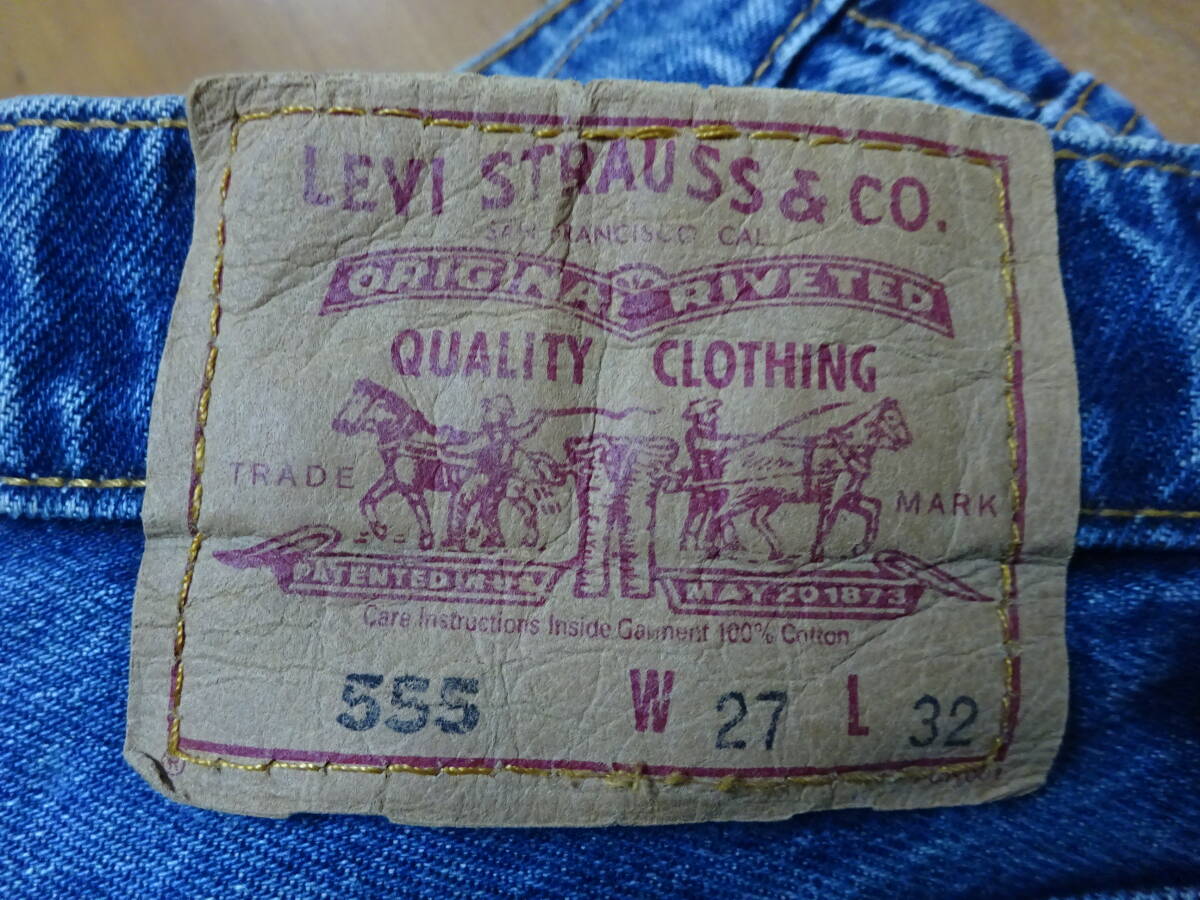 LEVI STRAUSS & CO.
SAN FRANCISCO CAL
ORIGINAL RIVETED
QUALITY CLOTHING
TRADE MARK
PATENTED IN U.S. MAY 20 1873
Care Instructions Inside Garment 100% Cotton
555 W 27 L 32
®